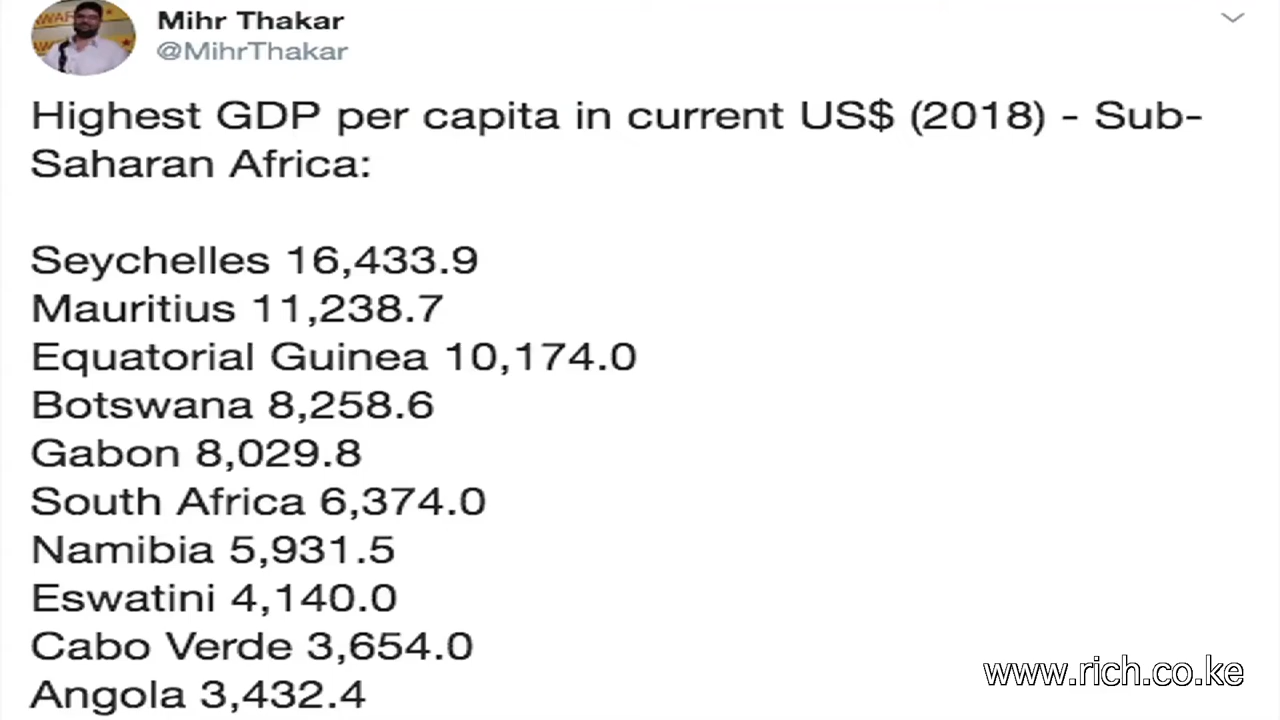 Mihr Thakar
@MihrThakar
Highest GDP per capita in current US$ (2018) - Sub-
Saharan Africa:
Seychelles 16,433.9
Mauritius 11,238.7
Equatorial Guinea 10,174.0
Botswana 8,258.6
Gabon 8,029.8
South Africa 6,374.0
Namibia 5,931.5
Eswatini 4,140.0
Cabo Verde 3,654.0
Angola 3,432.4
www.rich.co.ke